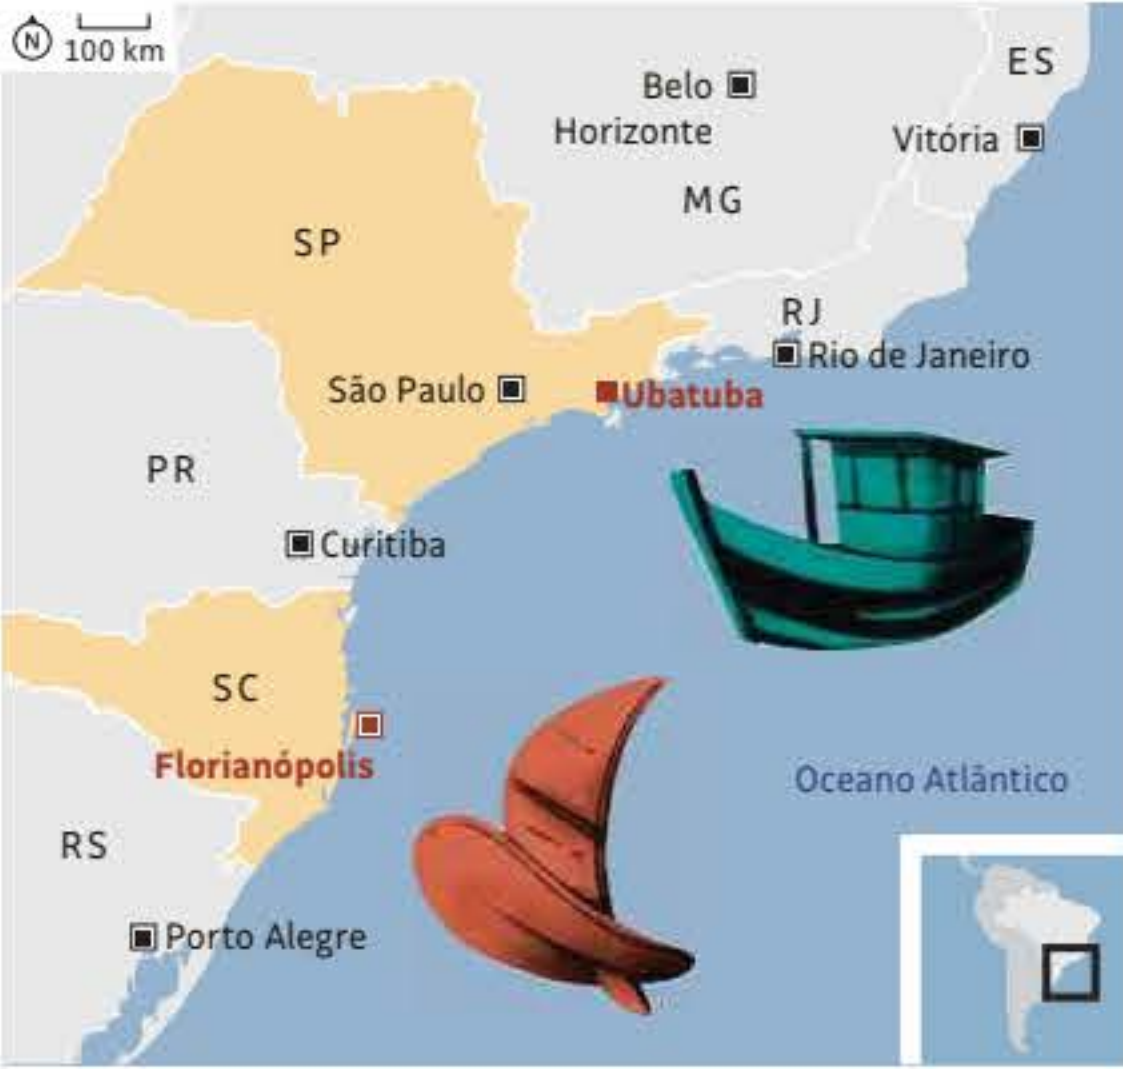 N
100 km
ES
Belo
Horizonte
Vitória
MG
SP
RJ
Rio de Janeiro
São Paulo
Ubatuba
PR
Curitiba
SC
Florianópolis
Oceano Atlântico
RS
Porto Alegre